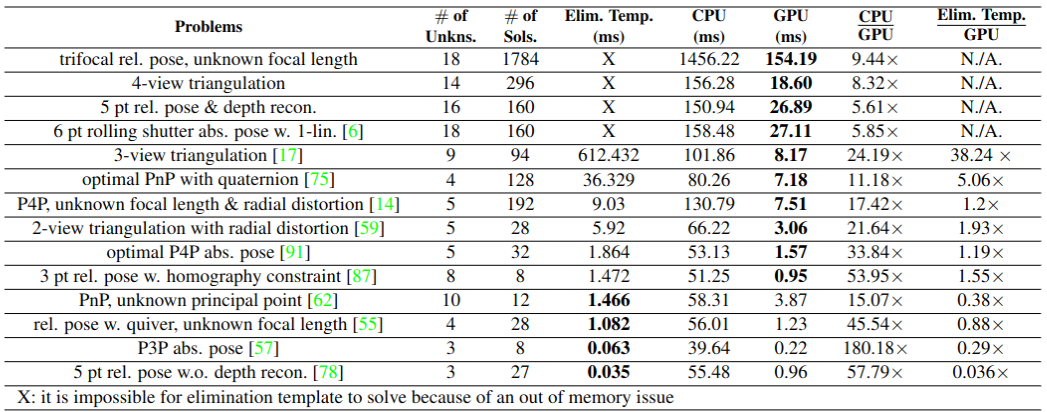 Problems # of Unkns. # of Sols. Elim. Temp. (ms) CPU (ms) GPU (ms) CPU/GPU Elim. Temp./GPU
trifocal rel. pose, unknown focal length 18 1784 X 1456.22 154.19 9.44× N./A.
4-view triangulation 14 296 X 156.28 18.60 8.32× N./A.
5 pt rel. pose & depth recon. 16 160 X 150.94 26.89 5.61× N./A.
6 pt rolling shutter abs. pose w. 1-lin. [6] 18 160 X 158.48 27.11 5.85× N./A.
3-view triangulation [17] 9 94 612.432 101.86 8.17 24.19× 38.24 ×
optimal PnP with quaternion [75] 4 128 36.329 80.26 7.18 11.18× 5.06×
P4P, unknown focal length & radial distortion [14] 5 192 9.03 130.79 7.51 17.42× 1.2×
2-view triangulation with radial distortion [59] 5 28 5.92 66.22 3.06 21.64× 1.93×
optimal P4P abs. pose [91] 5 32 1.864 53.13 1.57 33.84× 1.19×
3 pt rel. pose w. homography constraint [87] 8 8 1.472 51.25 0.95 53.95× 1.55×
PnP, unknown principal point [62] 10 12 1.466 58.31 3.87 15.07× 0.38×
rel. pose w. quiver, unknown focal length [55] 4 28 1.082 56.01 1.23 45.54× 0.88×
P3P abs. pose [57] 3 8 0.063 39.64 0.22 180.18× 0.29×
5 pt rel. pose w.o. depth recon. [78] 3 27 0.035 55.48 0.96 57.79× 0.036×
X: it is impossible for elimination template to solve because of an out of memory issue